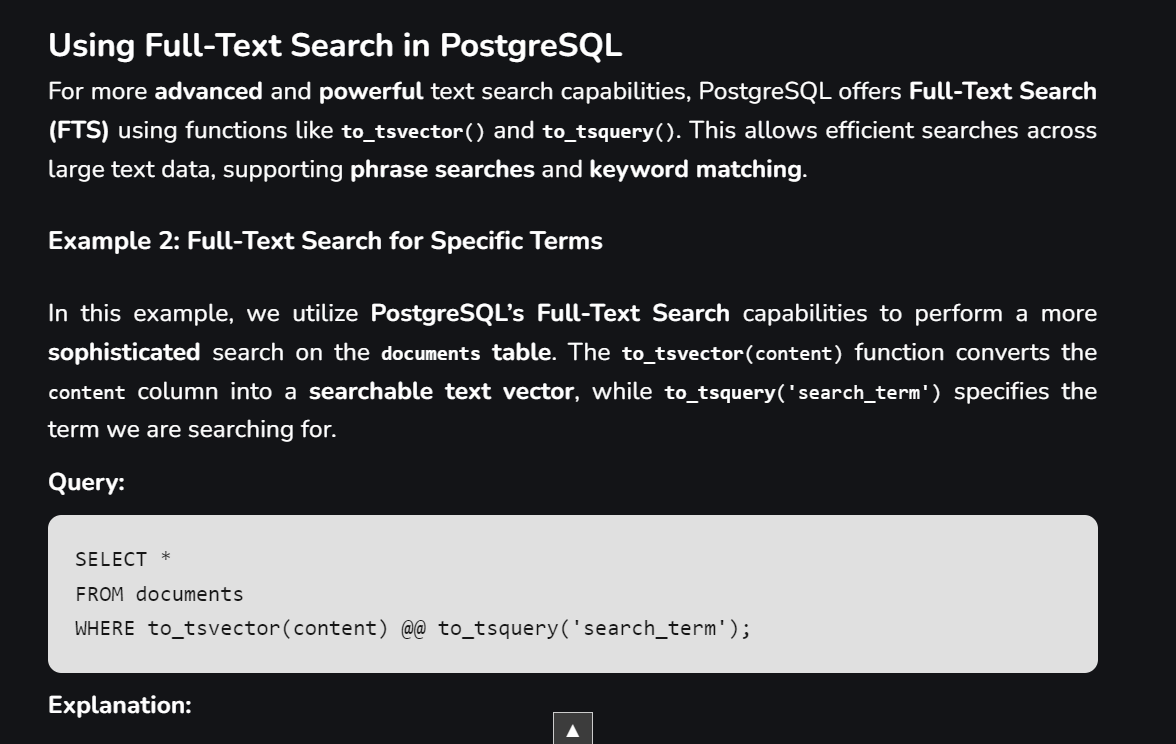 Using Full-Text Search in PostgreSQL
For more advanced and powerful text search capabilities, PostgreSQL offers Full-Text Search
(FTS) using functions like to_tsvector() and to_tsquery(). This allows efficient searches across
large text data, supporting phrase searches and keyword matching.
Example 2: Full-Text Search for Specific Terms
In this example, we utilize PostgreSQL’s Full-Text Search capabilities to perform a more
sophisticated search on the documents table. The to_tsvector(content) function converts the
content column into a searchable text vector, while to_tsquery('search_term') specifies the
term we are searching for.
Query:
SELECT *
FROM documents
WHERE to_tsvector(content) @@ to_tsquery('search_term');
Explanation: